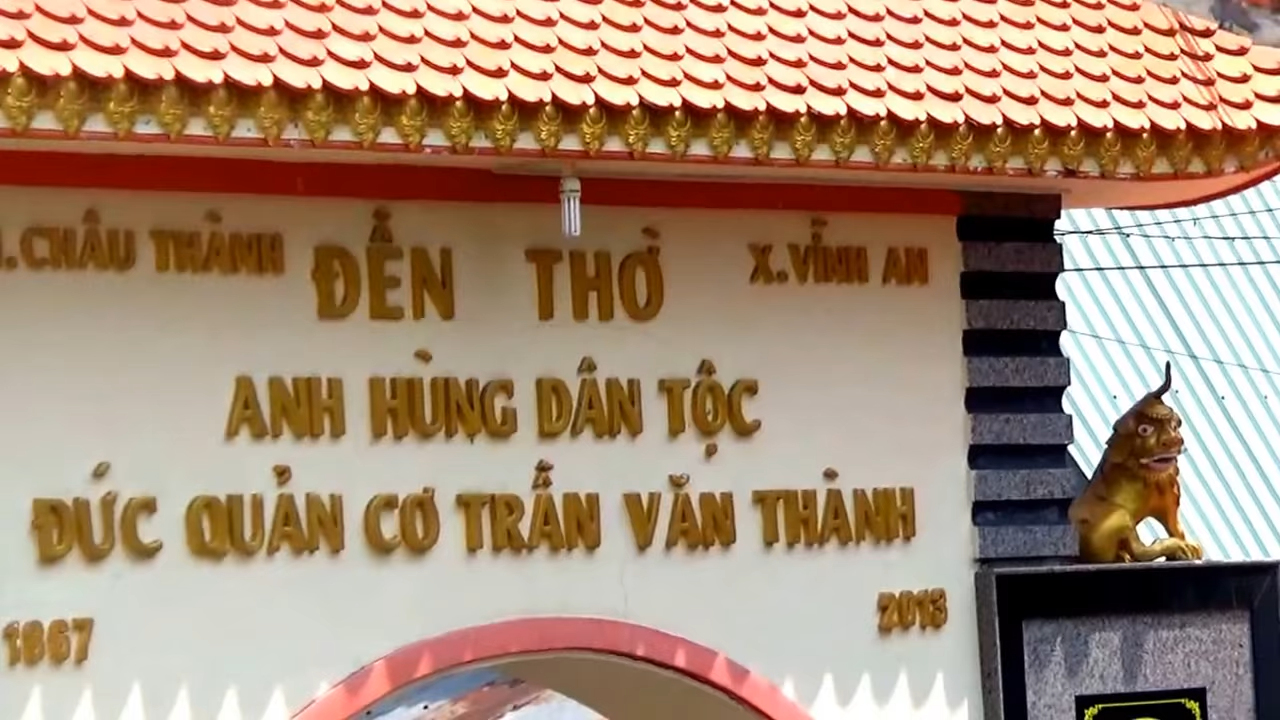 H.CHÂU THÀNH
ĐỀN THỜ
X.VĨNH AN
ANH HÙNG DÂN TỘC
ĐỨC QUẢN CƠ TRẦN VĂN THÀNH
1867
2013